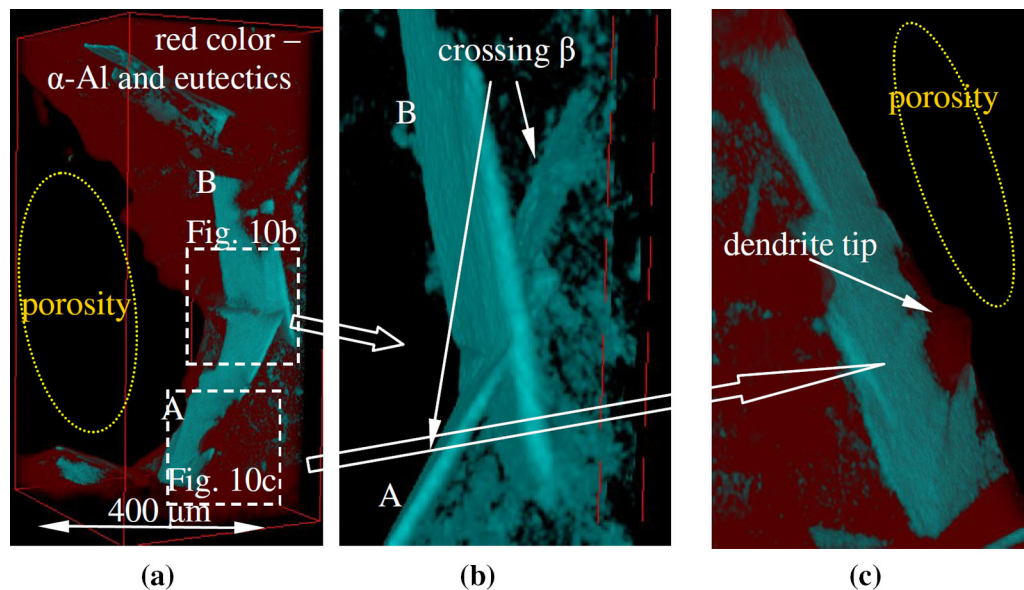 red color –
α-Al and eutectics
B
Fig. 10b
porosity
A
Fig. 10c
400 μm
(a)
crossing β
B
A
(b)
porosity
dendrite tip
(c)